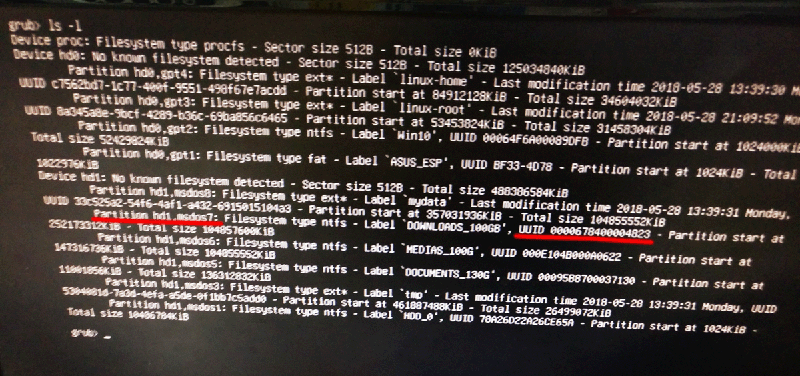 grub> ls -l
Device proc: Filesystem type procfs - Sector size 512B - Total size 0KiB
Device hd0: No known filesystem detected - Sector size 512B - Total size 125034840KiB
Partition hd0,gpt4: Filesystem type ext* - Label `linux-home' - Last modification time 2018-05-28 13:39:30 Mo
UUID c7562bd7-1c77-400f-9551-498f67e7acdd - Partition start at 84912128KiB - Total size 34604032KiB
Partition hd0,gpt3: Filesystem type ext* - Label `linux-root' - Last modification time 2018-05-28 21:09:52 Mo
UUID 8a345a8e-9bcf-4289-b36c-69ba856c6465 - Partition start at 53453824KiB - Total size 31458304KiB
Partition hd0,gpt2: Filesystem type ntfs - Label `Win10', UUID 00064F6A00089DFB - Partition start at 1024000Ki
Total size 52429824KiB
Partition hd0,gpt1: Filesystem type fat - Label `ASUS_ESP', UUID BF33-4D78 - Partition start at 1024KiB - Total
1022976KiB
Device hd1: No known filesystem detected - Sector size 512B - Total size 488386584KiB
Partition hd1,msdos8: Filesystem type ext* - Label `mydata' - Last modification time 2018-05-28 13:39:31 Monday,
UUID 33c525a2-54f6-4af1-a432-6915015104a3 - Partition start at 357031936KiB - Total size 104855552KiB
Partition hd1,msdos7: Filesystem type ntfs - Label `DOWNLOADS_100GB', UUID 0000678400004823 - Partition start at
252173312KiB - Total size 104857600KiB
Partition hd1,msdos6: Filesystem type ntfs - Label `MEDIAS_100G', UUID 000E104B000A0622 - Partition start at
147316736KiB - Total size 104855552KiB
Partition hd1,msdos5: Filesystem type ntfs - Label `DOCUMENTS_130G', UUID 00095BB700037130 - Partition start at
11001856KiB - Total size 136312832KiB
Partition hd1,msdos3: Filesystem type ext* - Label `tmp' - Last modification time 2018-05-28 13:39:31 Monday, UUID
5304081d-7a3d-4efa-a5de-0f1bb7c5add0 - Partition start at 461887488KiB - Total size 26499072KiB
Partition hd1,msdos1: Filesystem type ntfs - Label `HDD_0', UUID 70A26D22A26CE65A - Partition start at 1024KiB -
Total size 10486784KiB
grub> _